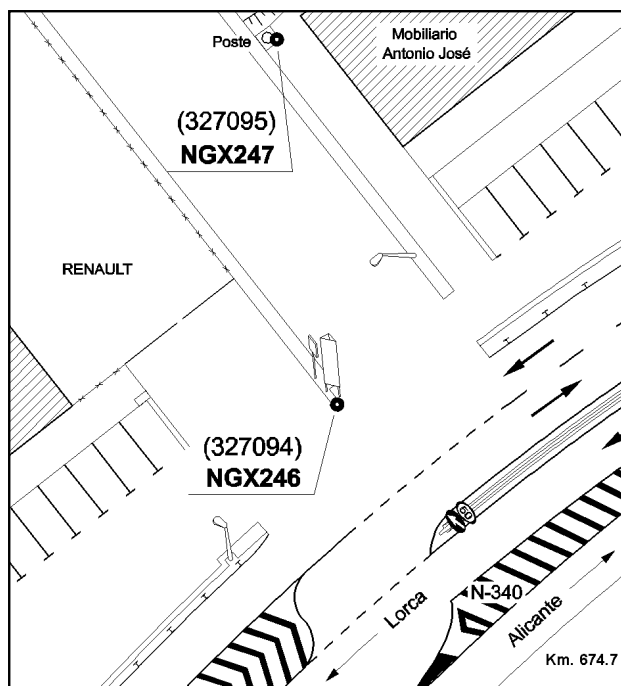 Poste
Mobiliario
Antonio José
(327095)
NGX247
RENAULT
(327094)
NGX246
60
N-340
Lorca
Alicante
Km. 674.7